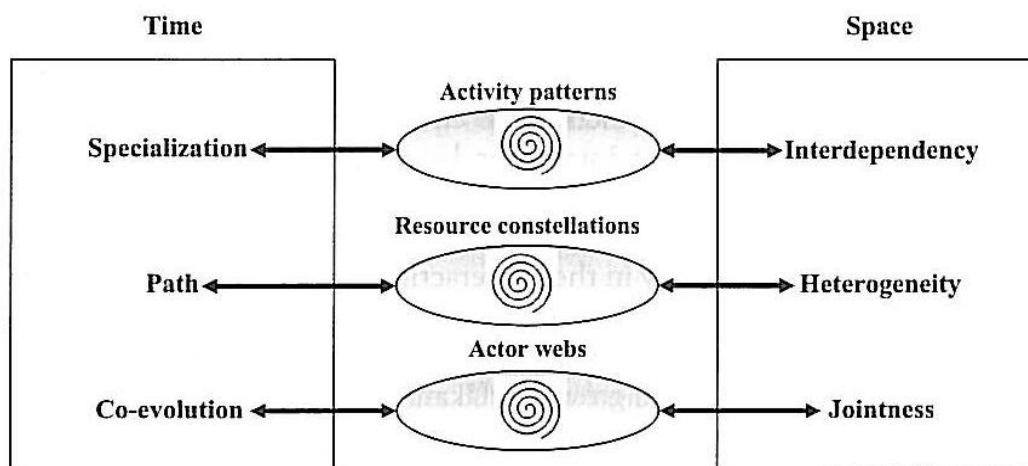 Time
Space
Activity patterns
Specialization
Interdependency
Resource constellations
Path
Heterogeneity
Actor webs
Co-evolution
Jointness